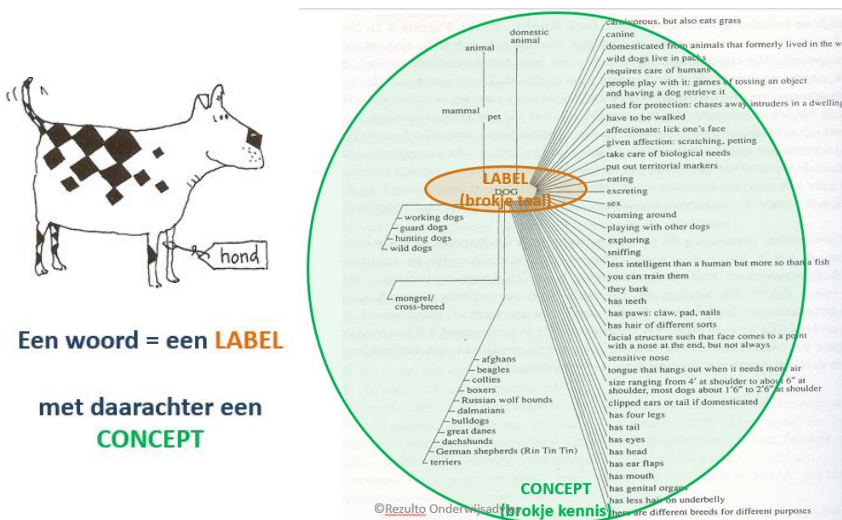 hond
Een woord = een LABEL
met daarachter een
CONCEPT
animal
domestic
animal
mammal
pet
LABEL
DOG
(brokje taal)
working dogs
guard dogs
hunting dogs
wild dogs
mongrel/
cross-breed
afghans
beagles
collies
boxers
Russian wolf hounds
dalmatians
bulldogs
great danes
dachshunds
German shepherds (Rin Tin Tin)
terriers
carnivorous, but also eats grass
canine
domesticated from animals that formerly lived in the w
wild dogs live in packs
requires care of humans
people play with it: games of tossing an object
and having a dog retrieve it
used for protection: chases away intruders in a dwelling
have to be walked
affectionate: lick one's face
given affection: scratching, petting
take care of biological needs
put out territorial markers
eating
excreting
sex
roaming around
playing with other dogs
exploring
sniffing
less intelligent than a human but more so than a fish
you can train them
they bark
has teeth
has paws: claw, pad, nails
has hair of different sorts
facial structure such that face comes to a point
with a nose at the end, but not always
sensitive nose
tongue that hangs out when it needs more air
size ranging from 4' at shoulder to about 6" at
shoulder, most dogs about 1'6" to 2'6" at shoulder
clipped ears or tail if domesticated
has four legs
has tail
has eyes
has head
has ear flaps
has mouth
has genital organs
has less hair on underbelly
there are different breeds for different purposes
CONCEPT
(brokje kennis)
©Rezulto Onderwijsadvies